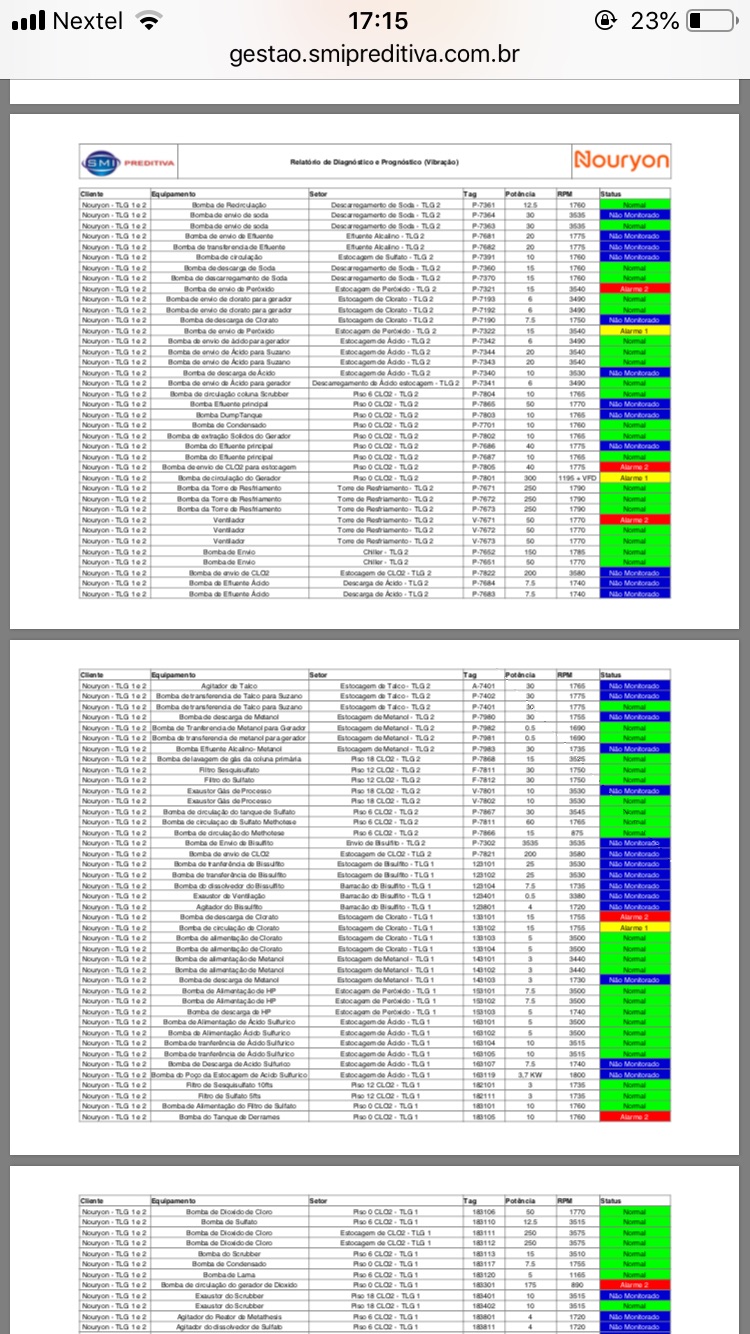 Nextel 17:15 23%
gestao.smipreditiva.com.br
SMI PREDITIVA Relatório de Diagnóstico e Prognóstico (Vibração) Nouryon
Cliente Equipamento Setor Tag Potência RPM Status
Nouryon - TLG 1 e 2 Bomba de Recirculação Descarregamento de Soda - TLG 2 P-7361 12.5 1760 Normal
Nouryon - TLG 1 e 2 Bomba de envio de soda Descarregamento de Soda - TLG 2 P-7364 30 3535 Não Monitorado
Nouryon - TLG 1 e 2 Bomba de envio de soda Descarregamento de Soda - TLG 2 P-7363 30 3535 Normal
Nouryon - TLG 1 e 2 Bomba de envio de Efluente Efluente Alcalino - TLG 2 P-7681 20 1775 Não Monitorado
Nouryon - TLG 1 e 2 Bomba de transferencia de Efluente Efluente Alcalino - TLG 2 P-7682 20 1775 Não Monitorado
Nouryon - TLG 1 e 2 Bomba de circulação Estocagem de Sulfato - TLG 2 P-7391 10 1760 Não Monitorado
Nouryon - TLG 1 e 2 Bomba de descarga de Soda Descarregamento de Soda - TLG 2 P-7360 15 1760 Normal
Nouryon - TLG 1 e 2 Bomba de descarregamento de Soda Descarregamento de Soda - TLG 2 P-7370 15 1760 Normal
Nouryon - TLG 1 e 2 Bomba de envio de Peróxido Estocagem de Peróxido - TLG 2 P-7321 15 3540 Alarme 2
Nouryon - TLG 1 e 2 Bomba de envio de clorato para gerador Estocagem de Clorato - TLG 2 P-7193 6 3490 Normal
Nouryon - TLG 1 e 2 Bomba de envio de clorato para gerador Estocagem de Clorato - TLG 2 P-7192 6 3490 Normal
Nouryon - TLG 1 e 2 Bomba de descarga de Clorato Estocagem de Clorato - TLG 2 P-7190 7.5 1750 Não Monitorado
Nouryon - TLG 1 e 2 Bomba de envio de Peróxido Estocagem de Peróxido - TLG 2 P-7322 15 3540 Alarme 1
Nouryon - TLG 1 e 2 Bomba de envio de ácido para gerador Estocagem de Ácido - TLG 2 P-7342 6 3490 Normal
Nouryon - TLG 1 e 2 Bomba de envio de Ácido para Suzano Estocagem de Ácido - TLG 2 P-7344 20 3540 Normal
Nouryon - TLG 1 e 2 Bomba de envio de Ácido para Suzano Estocagem de Ácido - TLG 2 P-7343 20 3540 Normal
Nouryon - TLG 1 e 2 Bomba de descarga de Ácido Estocagem de Ácido - TLG 2 P-7340 10 3530 Não Monitorado
Nouryon - TLG 1 e 2 Bomba de envio de Ácido para gerador Descarregamento de Ácido estocagem - TLG 2 P-7341 6 3490 Normal
Nouryon - TLG 1 e 2 Bomba de circulação coluna Scrubber Piso 6 CLO2 - TLG 2 P-7804 10 1765 Normal
Nouryon - TLG 1 e 2 Bomba Efluente principal Piso 0 CLO2 - TLG 2 P-7865 50 1770 Não Monitorado
Nouryon - TLG 1 e 2 Bomba Dump Tanque Piso 0 CLO2 - TLG 2 P-7803 10 1765 Não Monitorado
Nouryon - TLG 1 e 2 Bomba de Condensado Piso 0 CLO2 - TLG 2 P-7701 10 1760 Normal
Nouryon - TLG 1 e 2 Bomba de extração Solidos do Gerador Piso 0 CLO2 - TLG 2 P-7802 10 1765 Normal
Nouryon - TLG 1 e 2 Bomba do Efluente principal Piso 0 CLO2 - TLG 2 P-7686 40 1775 Não Monitorado
Nouryon - TLG 1 e 2 Bomba do Efluente principal Piso 0 CLO2 - TLG 2 P-7687 10 1765 Normal
Nouryon - TLG 1 e 2 Bomba de envio de CLO2 para estocagem Piso 0 CLO2 - TLG 2 P-7805 40 1775 Alarme 2
Nouryon - TLG 1 e 2 Bomba de circulação do Gerador Piso 0 CLO2 - TLG 2 P-7801 300 1195 + VFD Alarme 1
Nouryon - TLG 1 e 2 Bomba da Torre de Resfriamento Torre de Resfriamento - TLG 2 P-7671 250 1790 Normal
Nouryon - TLG 1 e 2 Bomba da Torre de Resfriamento Torre de Resfriamento - TLG 2 P-7672 250 1790 Normal
Nouryon - TLG 1 e 2 Bomba da Torre de Resfriamento Torre de Resfriamento - TLG 2 P-7673 250 1790 Normal
Nouryon - TLG 1 e 2 Ventilador Torre de Resfriamento - TLG 2 V-7671 50 1770 Alarme 2
Nouryon - TLG 1 e 2 Ventilador Torre de Resfriamento - TLG 2 V-7672 50 1770 Normal
Nouryon - TLG 1 e 2 Ventilador Torre de Resfriamento - TLG 2 V-7673 50 1770 Normal
Nouryon - TLG 1 e 2 Bomba de Envio Chiller - TLG 2 P-7652 150 1785 Normal
Nouryon - TLG 1 e 2 Bomba de Envio Chiller - TLG 2 P-7651 50 1770 Normal
Nouryon - TLG 1 e 2 Bomba de envio de CLO2 Estocagem de CLO2 - TLG 2 P-7822 200 3580 Não Monitorado
Nouryon - TLG 1 e 2 Bomba de Efluente Ácido Descarga de Ácido - TLG 2 P-7684 7.5 1740 Não Monitorado
Nouryon - TLG 1 e 2 Bomba de Efluente Ácido Descarga de Ácido - TLG 2 P-7683 7.5 1740 Não Monitorado
Cliente Equipamento Setor Tag Potência RPM Status
Nouryon - TLG 1 e 2 Agitador de Talco Estocagem de Talco - TLG 2 A-7401 30 1765 Não Monitorado
Nouryon - TLG 1 e 2 Bomba de transferencia de Talco para Suzano Estocagem de Talco - TLG 2 P-7402 30 1775 Não Monitorado
Nouryon - TLG 1 e 2 Bomba de transferencia de Talco para Suzano Estocagem de Talco - TLG 2 P-7401 30 1775 Normal
Nouryon - TLG 1 e 2 Bomba de descarga de Metanol Estocagem de Metanol - TLG 2 P-7980 30 1755 Não Monitorado
Nouryon - TLG 1 e 2 Bomba de Tranferencia de Metanol para Gerador Estocagem de Metanol - TLG 2 P-7982 0.5 1690 Normal
Nouryon - TLG 1 e 2 Bomba de transferencia de metanol para gerador Estocagem de Metanol - TLG 2 P-7981 0.5 1690 Normal
Nouryon - TLG 1 e 2 Bomba Efluente Alcalino- Metanol Estocagem de Metanol - TLG 2 P-7983 30 1735 Não Monitorado
Nouryon - TLG 1 e 2 Bomba de lavagem de gás da coluna primária Piso 18 CLO2 - TLG 2 P-7868 15 3525 Normal
Nouryon - TLG 1 e 2 Filtro Sesquisulfato Piso 12 CLO2 - TLG 2 F-7811 30 1750 Normal
Nouryon - TLG 1 e 2 Filtro do Sulfato Piso 12 CLO2 - TLG 2 F-7812 30 1750 Normal
Nouryon - TLG 1 e 2 Exaustor Gás de Processo Piso 18 CLO2 - TLG 2 V-7801 10 3530 Não Monitorado
Nouryon - TLG 1 e 2 Exaustor Gás de Processo Piso 18 CLO2 - TLG 2 V-7802 10 3530 Normal
Nouryon - TLG 1 e 2 Bomba de circulação do tanque de Sulfato Piso 6 CLO2 - TLG 2 P-7867 30 3545 Normal
Nouryon - TLG 1 e 2 Bomba de circulaçao de Sulfato Methotese Piso 6 CLO2 - TLG 2 P-7811 60 1765 Normal
Nouryon - TLG 1 e 2 Bomba de circulação do Methotese Piso 6 CLO2 - TLG 2 P-7866 15 875 Normal
Nouryon - TLG 1 e 2 Bomba de Envio de Bisulfito Envio de Bisulfito - TLG 2 P-7302 3535 3535 Não Monitorado
Nouryon - TLG 1 e 2 Bomba de envio de CLO2 Estocagem de CLO2 - TLG 2 P-7821 200 3580 Não Monitorado
Nouryon - TLG 1 e 2 Bomba de tranferência de Bissulfito Estocagem de Bisulfito - TLG 1 123101 25 3530 Não Monitorado
Nouryon - TLG 1 e 2 Bomba de transferência de Bissulfito Estocagem de Bisulfito - TLG 1 123102 25 3530 Não Monitorado
Nouryon - TLG 1 e 2 Bomba do dissolvedor do Bissulfito Barracão do Bisulfito - TLG 1 123104 7.5 1735 Não Monitorado
Nouryon - TLG 1 e 2 Exaustor de Ventilação Barracão do Bisulfito - TLG 1 123401 0.5 3380 Não Monitorado
Nouryon - TLG 1 e 2 Agitador do Bisulfito Barracão do Bisulfito - TLG 1 123801 4 1720 Não Monitorado
Nouryon - TLG 1 e 2 Bomba de descarga de Clorato Estocagem de Clorato - TLG 1 133101 15 1755 Alarme 2
Nouryon - TLG 1 e 2 Bomba de circulação de Clorato Estocagem de Clorato - TLG 1 133102 15 1755 Alarme 1
Nouryon - TLG 1 e 2 Bomba de alimentação de Clorato Estocagem de Clorato - TLG 1 133103 5 3500 Normal
Nouryon - TLG 1 e 2 Bomba de alimentação de Clorato Estocagem de Clorato - TLG 1 133104 5 3500 Normal
Nouryon - TLG 1 e 2 Bomba de alimentação de Metanol Estocagem de Metanol - TLG 1 143101 3 3440 Normal
Nouryon - TLG 1 e 2 Bomba de alimentação de Metanol Estocagem de Metanol - TLG 1 143102 3 3440 Normal
Nouryon - TLG 1 e 2 Bomba de descarga de Metanol Estocagem de Metanol - TLG 1 143103 3 1730 Não Monitorado
Nouryon - TLG 1 e 2 Bomba de Alimentação de HP Estocagem de Peróxido - TLG 1 153101 7.5 3500 Normal
Nouryon - TLG 1 e 2 Bomba de Alimentação de HP Estocagem de Peróxido - TLG 1 153102 7.5 3500 Normal
Nouryon - TLG 1 e 2 Bomba de descarga de HP Estocagem de Peróxido - TLG 1 153103 5 1740 Normal
Nouryon - TLG 1 e 2 Bomba de Alimentação de Ácido Sulfurico Estocagem de Ácido - TLG 1 163101 5 3500 Normal
Nouryon - TLG 1 e 2 Bomba de Alimentação Ácido Sulfurico Estocagem de Ácido - TLG 1 163102 5 3500 Normal
Nouryon - TLG 1 e 2 Bomba de tranferência de Ácido Sulfurico Estocagem de Ácido - TLG 1 163104 10 3515 Normal
Nouryon - TLG 1 e 2 Bomba de tranferência de Ácido Sulfurico Estocagem de Ácido - TLG 1 163105 10 3515 Normal
Nouryon - TLG 1 e 2 Bomba de Descarga de Acido Sulfurico Estocagem de Ácido - TLG 1 163107 7.5 1740 Não Monitorado
Nouryon - TLG 1 e 2 Bomba do Poço da Estocagem de Acido Sulfurico Estocagem de Ácido - TLG 1 163119 3,7 KW 1800 Não Monitorado
Nouryon - TLG 1 e 2 Filtro de Sesquisulfato 10fts Piso 12 CLO2 - TLG 1 182101 3 1735 Normal
Nouryon - TLG 1 e 2 Filtro de Sulfato 5fts Piso 12 CLO2 - TLG 1 182111 3 1735 Normal
Nouryon - TLG 1 e 2 Bomba de Alimentação do Filtro de Sulfato Piso 0 CLO2 - TLG 1 183101 10 1760 Normal
Nouryon - TLG 1 e 2 Bomba do Tanque de Derrames Piso 0 CLO2 - TLG 1 183105 10 1760 Alarme 2
Cliente Equipamento Setor Tag Potência RPM Status
Nouryon - TLG 1 e 2 Bomba de Dioxido de Cloro Piso 0 CLO2 - TLG 1 183106 50 1770 Normal
Nouryon - TLG 1 e 2 Bomba de Sulfato Piso 6 CLO2 - TLG 1 183110 12.5 3515 Normal
Nouryon - TLG 1 e 2 Bomba de Dioxido de Cloro Estocagem de CLO2 - TLG 1 183111 250 3575 Normal
Nouryon - TLG 1 e 2 Bomba de Dioxido de Cloro Estocagem de CLO2 - TLG 1 183112 250 3575 Normal
Nouryon - TLG 1 e 2 Bomba do Scrubber Piso 6 CLO2 - TLG 1 183113 15 3510 Normal
Nouryon - TLG 1 e 2 Bomba de Condensado Piso 0 CLO2 - TLG 1 183117 7.5 1755 Normal
Nouryon - TLG 1 e 2 Bomba de Lama Piso 6 CLO2 - TLG 1 183120 5 1165 Normal
Nouryon - TLG 1 e 2 Bomba de circulação do gerador de Dioxido Piso 0 CLO2 - TLG 1 183301 175 890 Alarme 2
Nouryon - TLG 1 e 2 Exaustor do Scrubber Piso 18 CLO2 - TLG 1 183401 10 3515 Não Monitorado
Nouryon - TLG 1 e 2 Exaustor do Scrubber Piso 18 CLO2 - TLG 1 183402 10 3515 Normal
Nouryon - TLG 1 e 2 Agitador do Reator de Metathesis Piso 6 CLO2 - TLG 1 183801 4 1720 Não Monitorado
Nouryon - TLG 1 e 2 Agitador do dissolvedor de Sulfato Piso 6 CLO2 - TLG 1 183811 4 1720 Não Monitorado